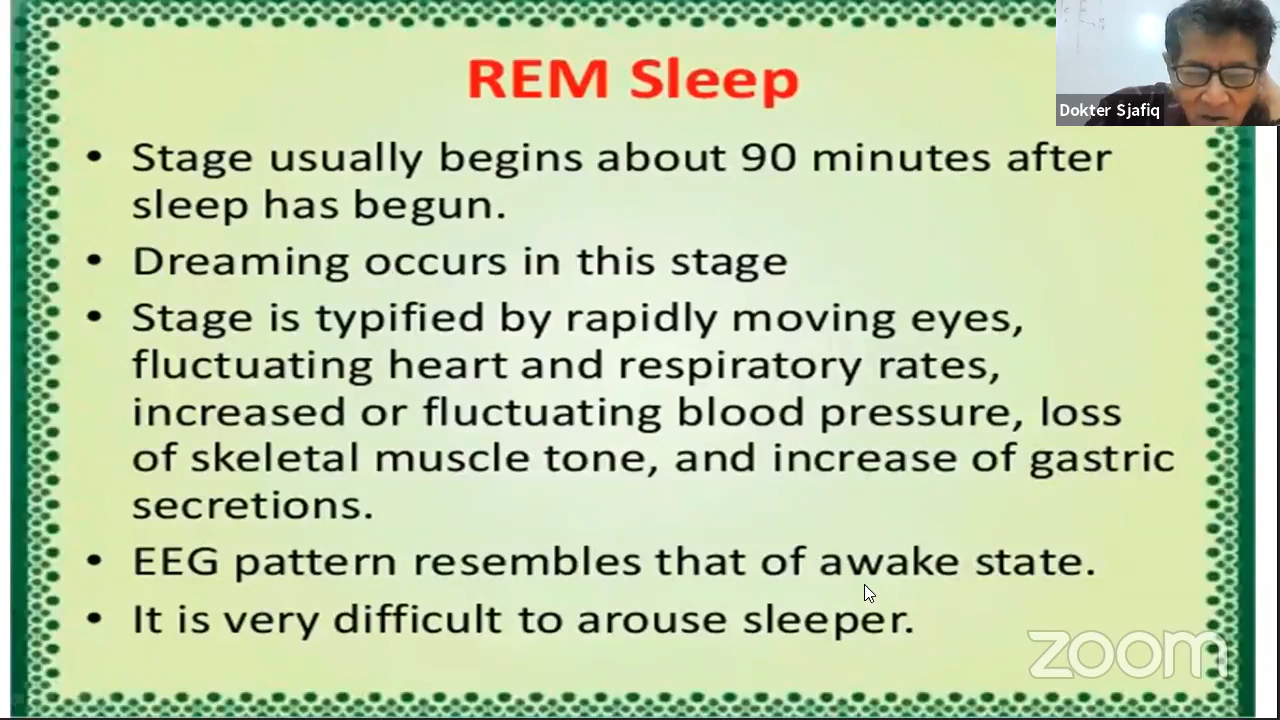 REM Sleep
Dokter Sjafiq
• Stage usually begins about 90 minutes after
sleep has begun.
• Dreaming occurs in this stage
• Stage is typified by rapidly moving eyes,
fluctuating heart and respiratory rates,
increased or fluctuating blood pressure, loss
of skeletal muscle tone, and increase of gastric
secretions.
• EEG pattern resembles that of awake state.
• It is very difficult to arouse sleeper.
zoom